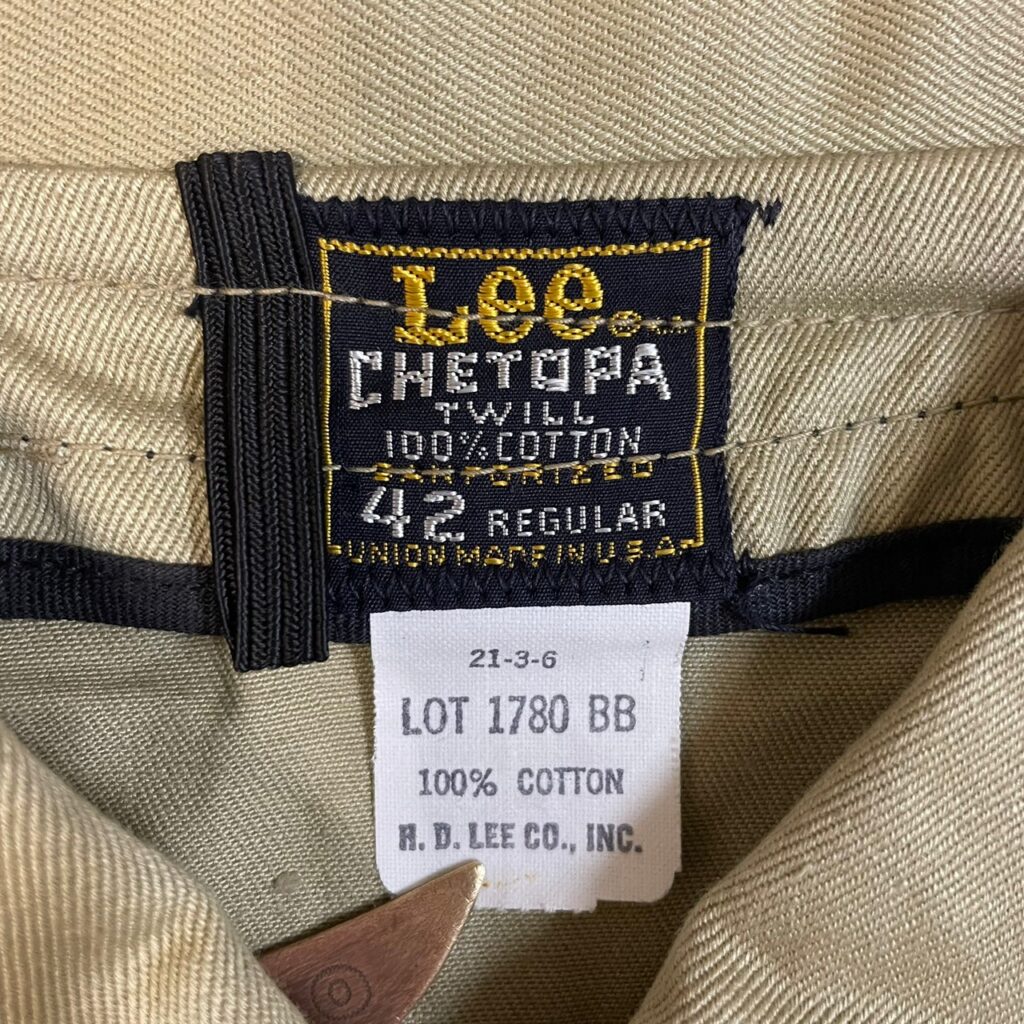 Lee
CHETOPA
TWILL
100% COTTON
SANFORIZED
42 REGULAR
UNION MADE IN U.S.A.
21-3-6
LOT 1780 BB
100% COTTON
H. D. LEE CO., INC.